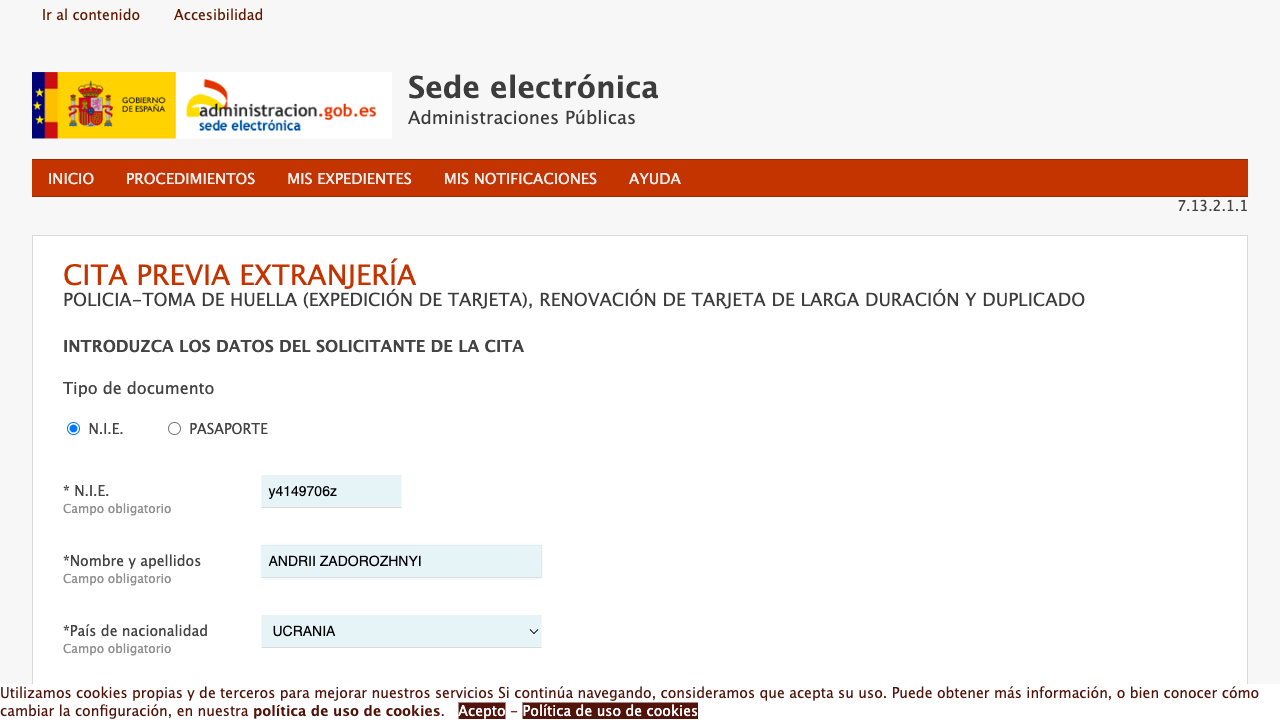 Ir al contenido Accesibilidad
GOBIERNO
DE ESPAÑA
administracion.gob.es
sede electrónica
Sede electrónica
Administraciones Públicas
INICIO PROCEDIMIENTOS MIS EXPEDIENTES MIS NOTIFICACIONES AYUDA
7.13.2.1.1
CITA PREVIA EXTRANJERÍA
POLICIA-TOMA DE HUELLA (EXPEDICIÓN DE TARJETA), RENOVACIÓN DE TARJETA DE LARGA DURACIÓN Y DUPLICADO
INTRODUZCA LOS DATOS DEL SOLICITANTE DE LA CITA
Tipo de documento
N.I.E. PASAPORTE
* N.I.E. y4149706z
Campo obligatorio
*Nombre y apellidos ANDRII ZADOROZHNYI
Campo obligatorio
*País de nacionalidad UCRANIA
Campo obligatorio
Utilizamos cookies propias y de terceros para mejorar nuestros servicios Si continúa navegando, consideramos que acepta su uso. Puede obtener más información, o bien conocer cómo
cambiar la configuración, en nuestra política de uso de cookies. Acepto - Política de uso de cookies